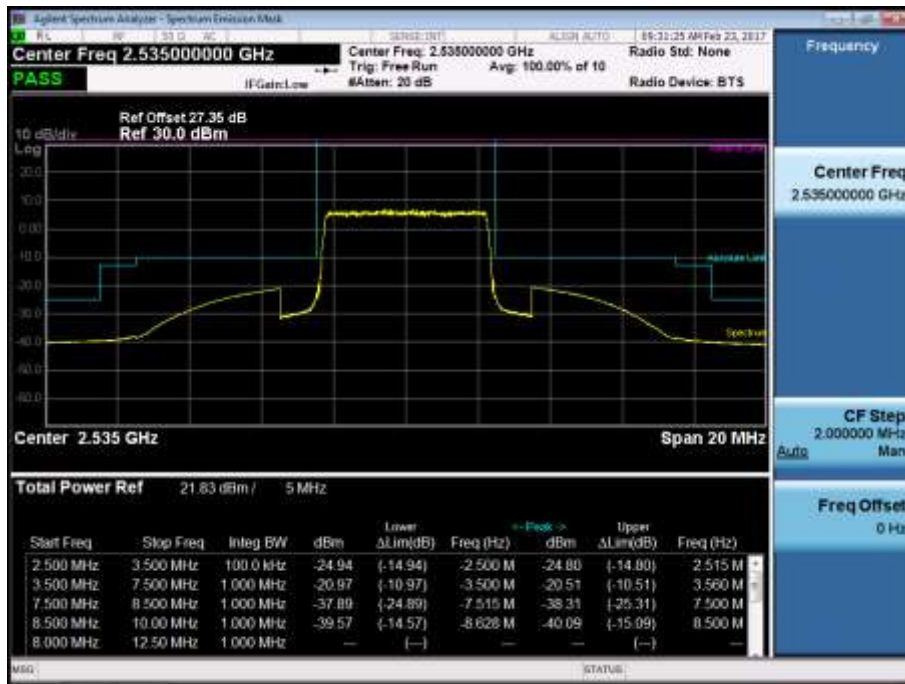 Agilent Spectrum Analyzer - Spectrum Emission Mask
RL RF 50 Ω AC SENSE:INT ALIGN AUTO 09:31:25 AM Feb 23, 2017
Center Freq 2.535000000 GHz
Center Freq: 2.535000000 GHz
Radio Std: None
Trig: Free Run
Avg: 100.00% of 10
PASS
IFGain:Low
#Atten: 20 dB
Radio Device: BTS
Ref Offset 27.35 dB
10 dB/div
Ref 30.0 dBm
Log
20.0
10.0
0.00
-10.0
Absolute Limit
-20.0
-30.0
Spectrum
-40.0
-50.0
-60.0
Center 2.535 GHz
Span 20 MHz
Total Power Ref 21.83 dBm / 5 MHz
Lower <- Peak -> Upper
Start Freq Stop Freq Integ BW dBm ΔLim(dB) Freq (Hz) dBm ΔLim(dB) Freq (Hz)
2.500 MHz 3.500 MHz 100.0 kHz -24.94 (-14.94) -2.500 M -24.80 (-14.80) 2.515 M
3.500 MHz 7.500 MHz 1.000 MHz -20.97 (-10.97) -3.500 M -20.51 (-10.51) 3.560 M
7.500 MHz 8.500 MHz 1.000 MHz -37.89 (-24.89) -7.515 M -38.31 (-25.31) 7.500 M
8.500 MHz 10.00 MHz 1.000 MHz -39.57 (-14.57) -8.628 M -40.09 (-15.09) 8.500 M
8.000 MHz 12.50 MHz 1.000 MHz --- (---) --- (---)
MSG
STATUS
Frequency
Center Freq
2.535000000 GHz
CF Step
2.000000 MHz
Auto Man
Freq Offset
0 Hz